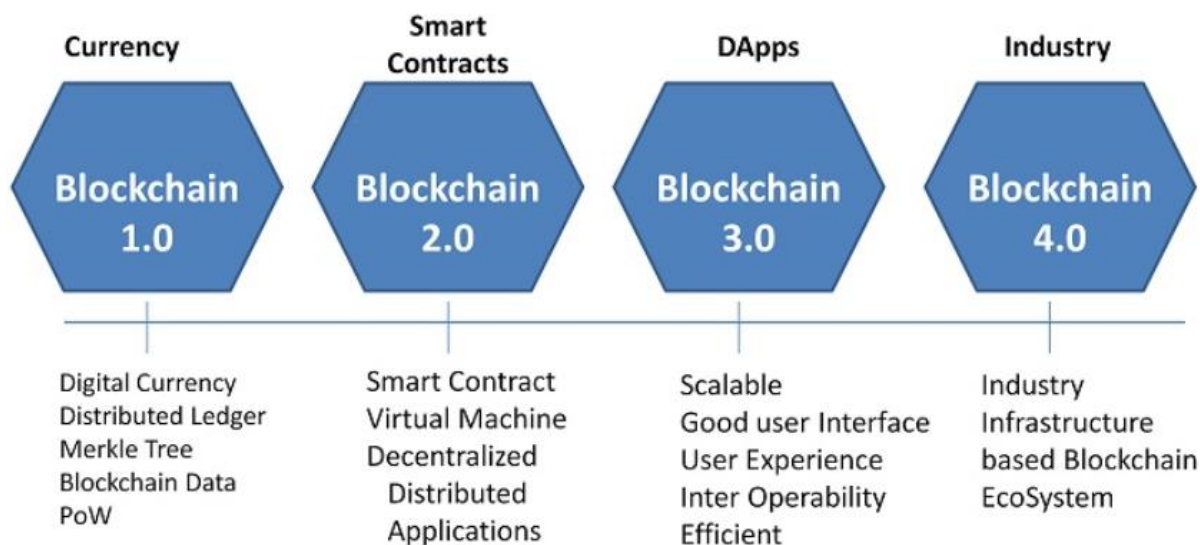 Currency
Smart
Contracts
DApps
Industry
Blockchain
1.0
Blockchain
2.0
Blockchain
3.0
Blockchain
4.0
Digital Currency
Distributed Ledger
Merkle Tree
Blockchain Data
PoW
Smart Contract
Virtual Machine
Decentralized
Distributed
Applications
Scalable
Good user Interface
User Experience
Inter Operability
Efficient
Industry
Infrastructure
based Blockchain
EcoSystem